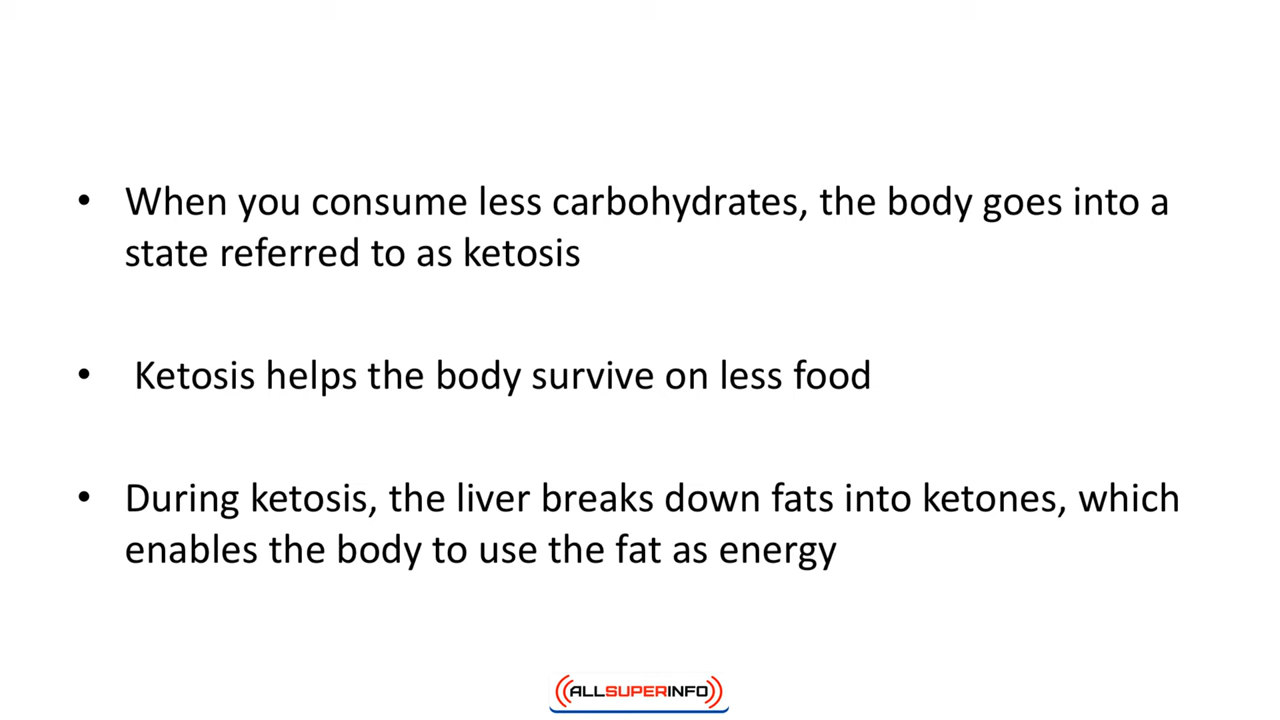 • When you consume less carbohydrates, the body goes into a
state referred to as ketosis
• Ketosis helps the body survive on less food
• During ketosis, the liver breaks down fats into ketones, which
enables the body to use the fat as energy
ALLSUPERINFO